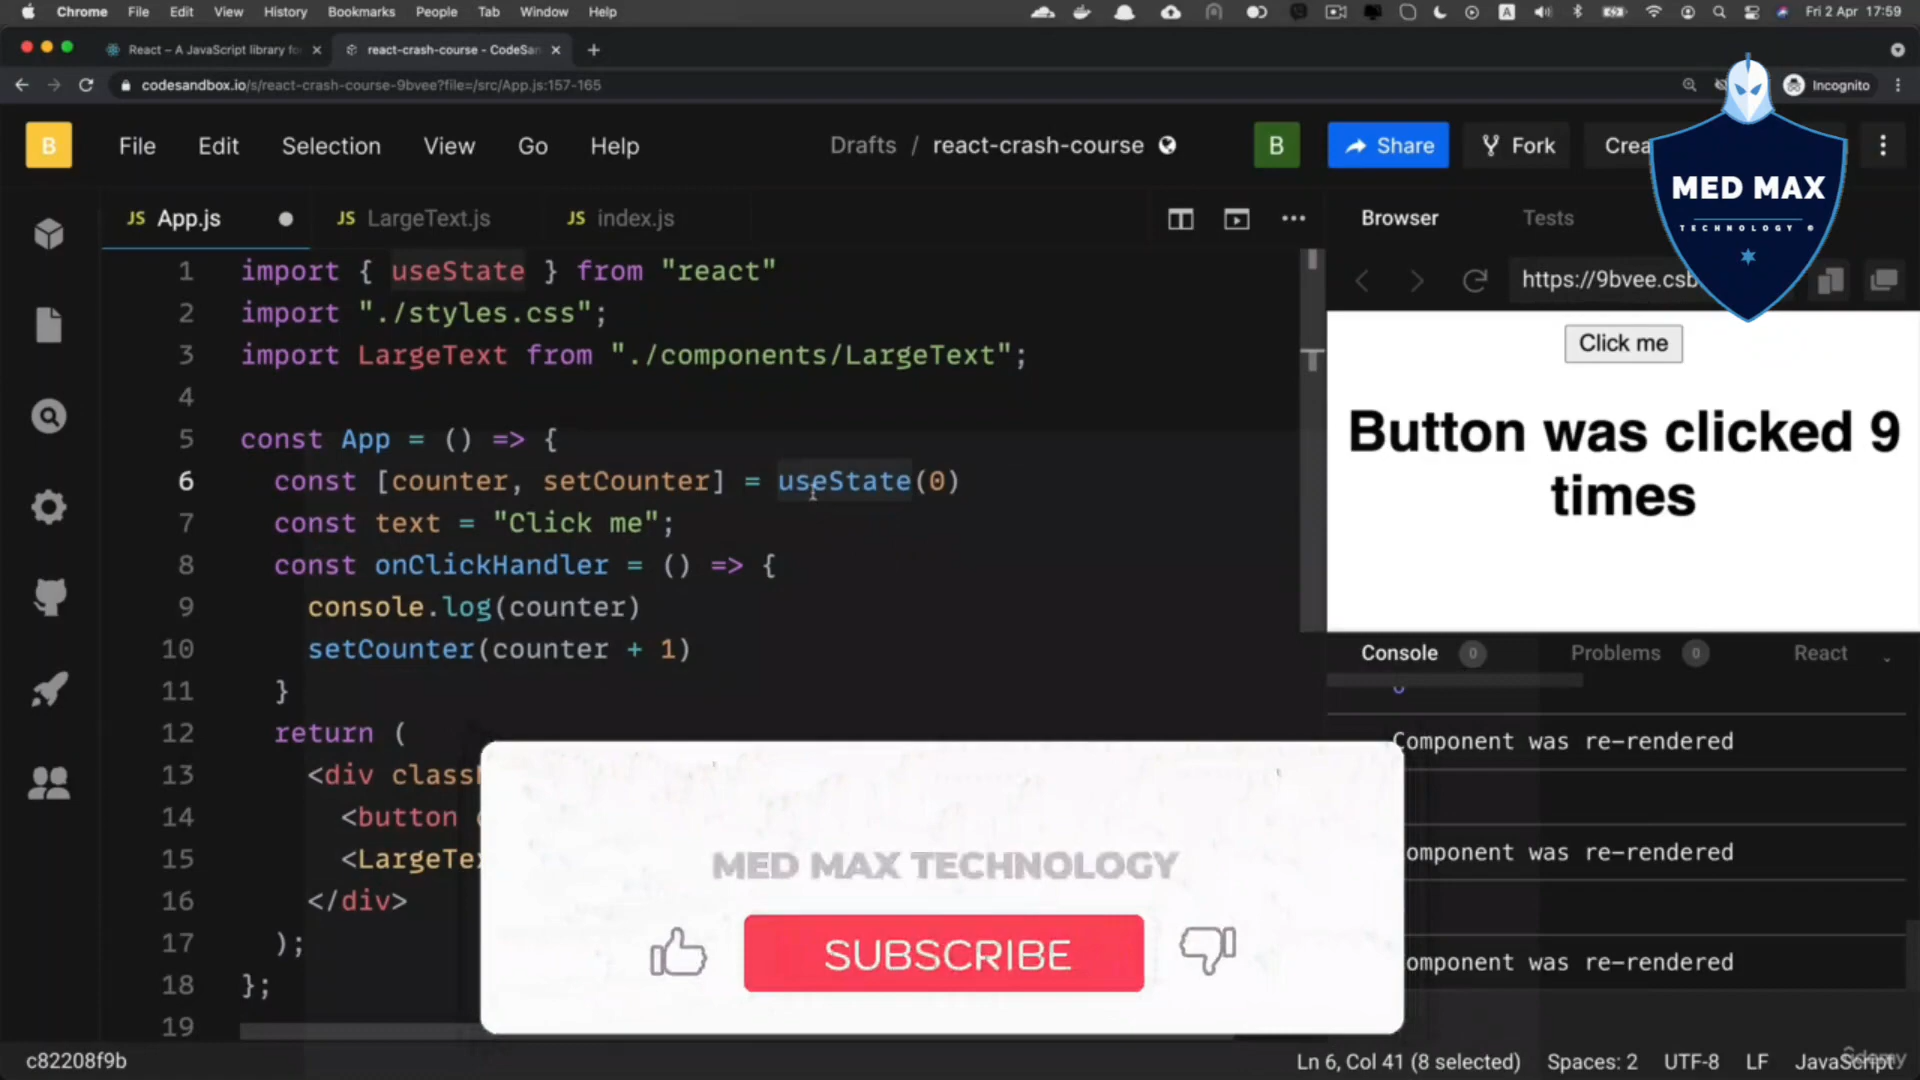 Chrome File Edit View History Bookmarks People Tab Window Help
A
Fri 2 Apr 17:59
React – A JavaScript library fo
react-crash-course - CodeSan
codesandbox.io/s/react-crash-course-9bvee?file=/src/App.js:157-165
Incognito
B
File Edit Selection View Go Help
Drafts / react-crash-course
B
Share
Fork
Crea
MED MAX
TECHNOLOGY
JS App.js
JS LargeText.js
JS index.js
Browser
Tests
https://9bvee.csb
1 import { useState } from "react"
2 import "./styles.css";
3 import LargeText from "./components/LargeText";
4
5 const App = () => {
6 const [counter, setCounter] = useState(0)
7 const text = "Click me";
8 const onClickHandler = () => {
9 console.log(counter)
10 setCounter(counter + 1)
11 }
12 return (
13 <div class
14 <button
15 <LargeTe
16 </div>
17 );
18 };
19
Click me
Button was clicked 9
times
Console 0
Problems 0
React
Component was re-rendered
omponent was re-rendered
omponent was re-rendered
MED MAX TECHNOLOGY
SUBSCRIBE
c82208f9b
Ln 6, Col 41 (8 selected)
Spaces: 2
UTF-8
LF
JavaScript
Udemy